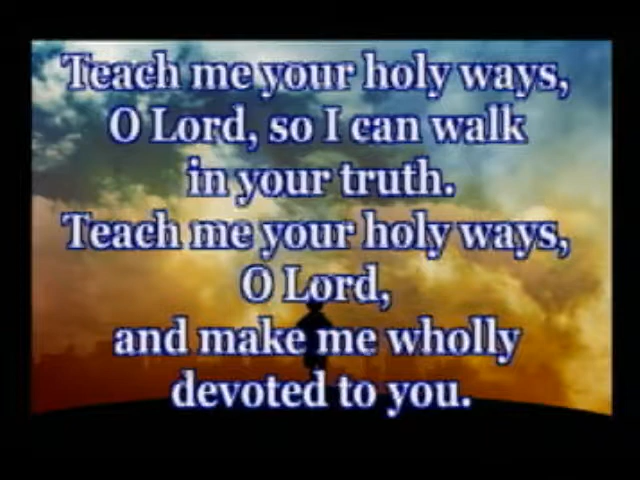 Teach me your holy ways,
O Lord, so I can walk
in your truth.
Teach me your holy ways,
O Lord,
and make me wholly
devoted to you.